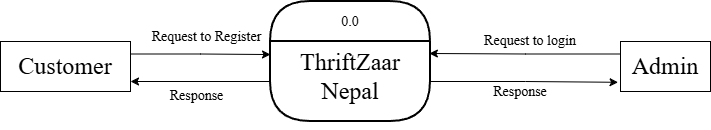 0.0
Request to Register
Request to login
Customer
ThriftZaar
Nepal
Admin
Response
Response